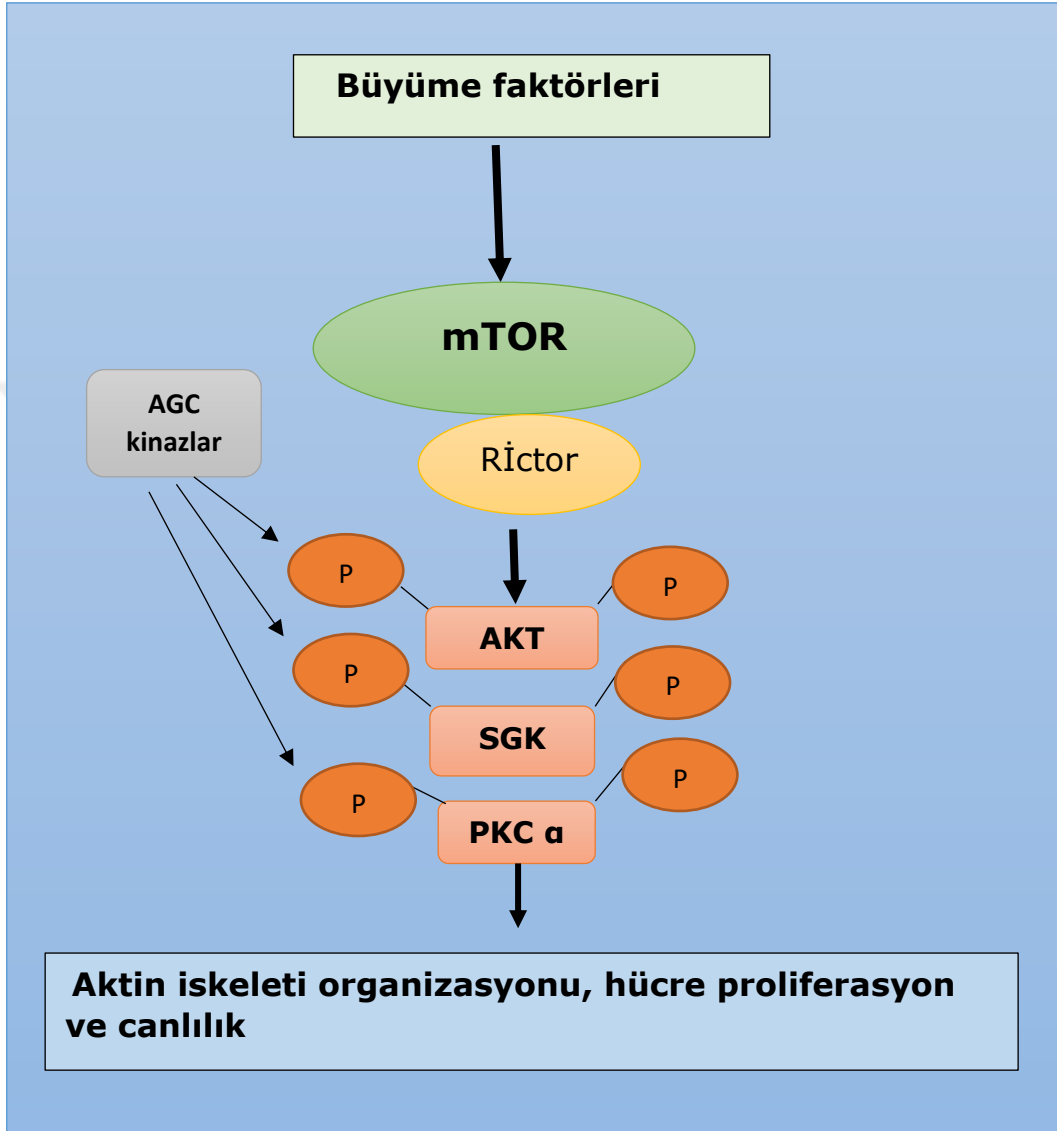 Büyüme faktörleri
mTOR
AGC
kinazlar
Rİctor
P
P
AKT
P
P
SGK
P
P
PKC α
Aktin iskeleti organizasyonu, hücre proliferasyon
ve canlılık